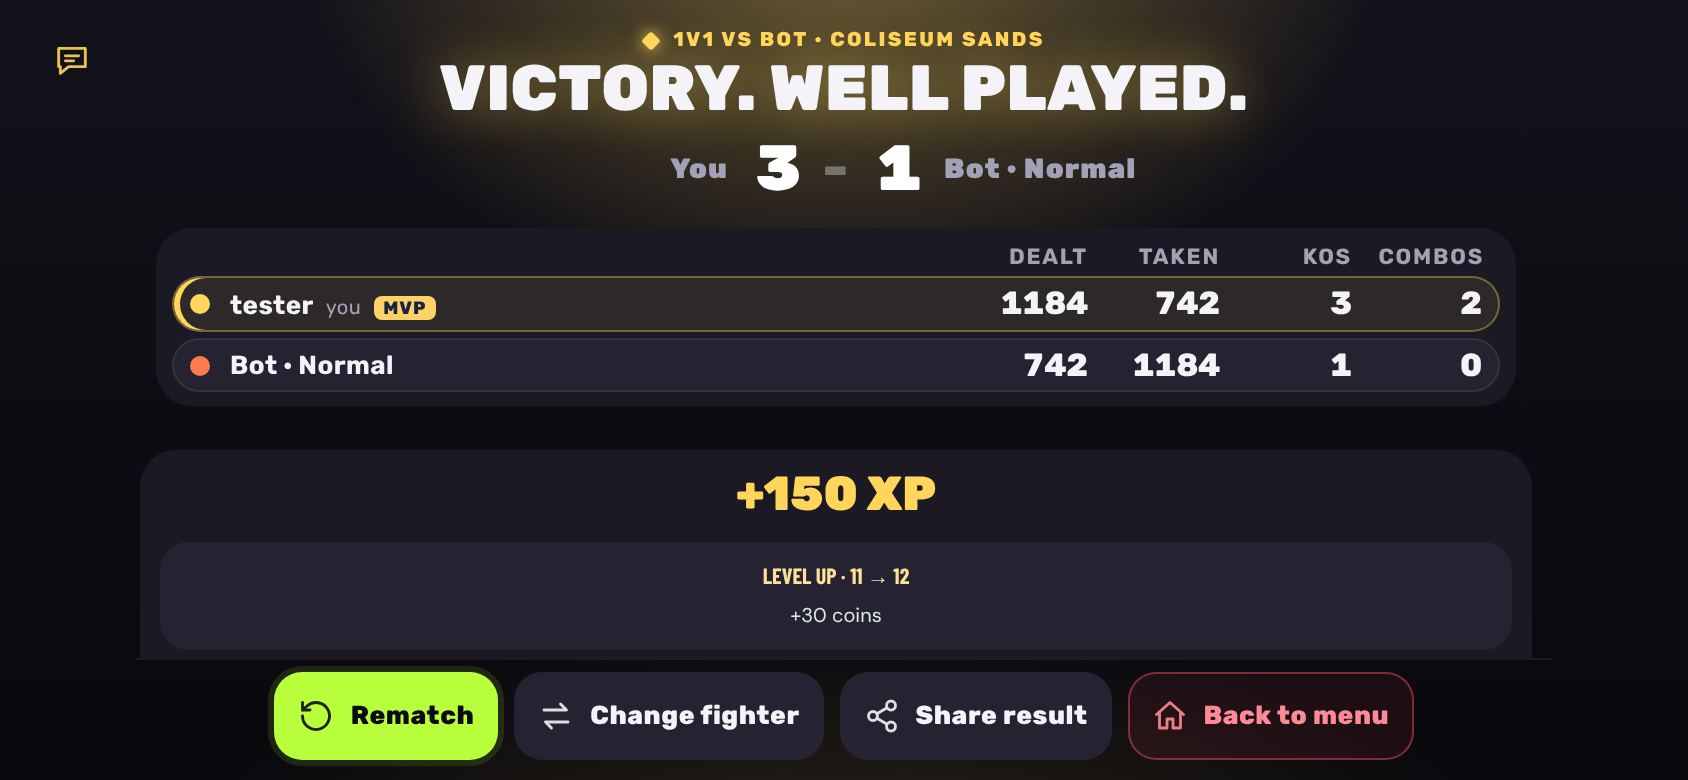 1V1 VS BOT · COLISEUM SANDS
VICTORY. WELL PLAYED.
You 3 – 1 Bot · Normal
DEALT TAKEN KOS COMBOS
tester you MVP 1184 742 3 2
Bot · Normal 742 1184 1 0
+150 XP
LEVEL UP · 11 → 12
+30 coins
Rematch Change fighter Share result Back to menu